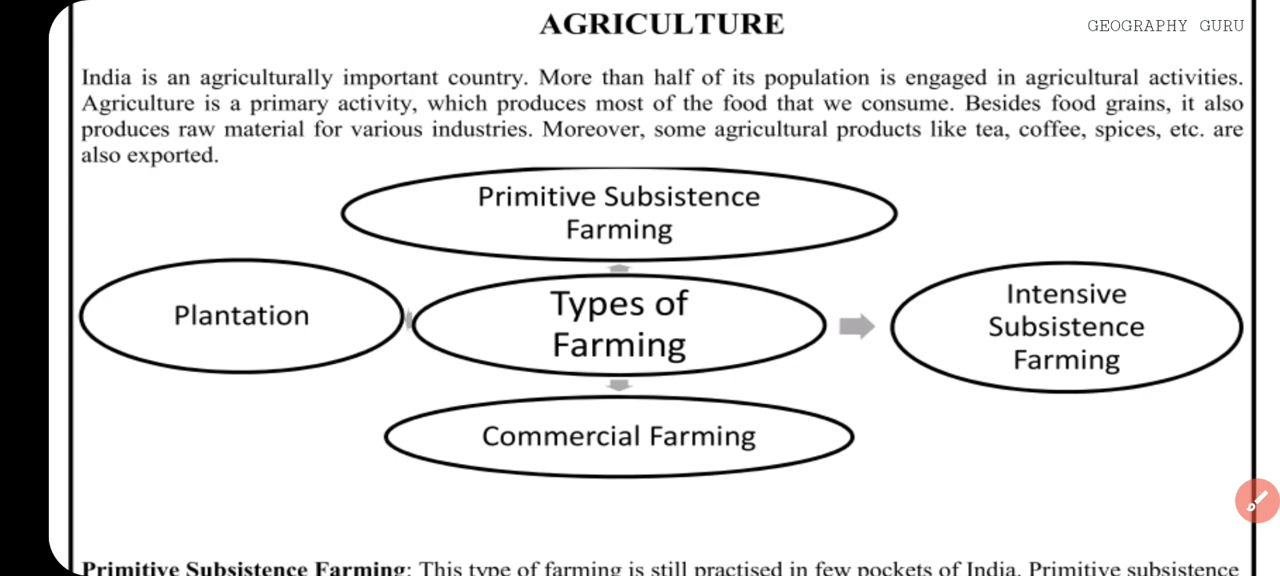 AGRICULTURE
GEOGRAPHY GURU
India is an agriculturally important country. More than half of its population is engaged in agricultural activities.
Agriculture is a primary activity, which produces most of the food that we consume. Besides food grains, it also
produces raw material for various industries. Moreover, some agricultural products like tea, coffee, spices, etc. are
also exported.
Primitive Subsistence
Farming
Plantation
Types of
Farming
Intensive
Subsistence
Farming
Commercial Farming
Primitive Subsistence Farming: This type of farming is still practised in few pockets of India. Primitive subsistence